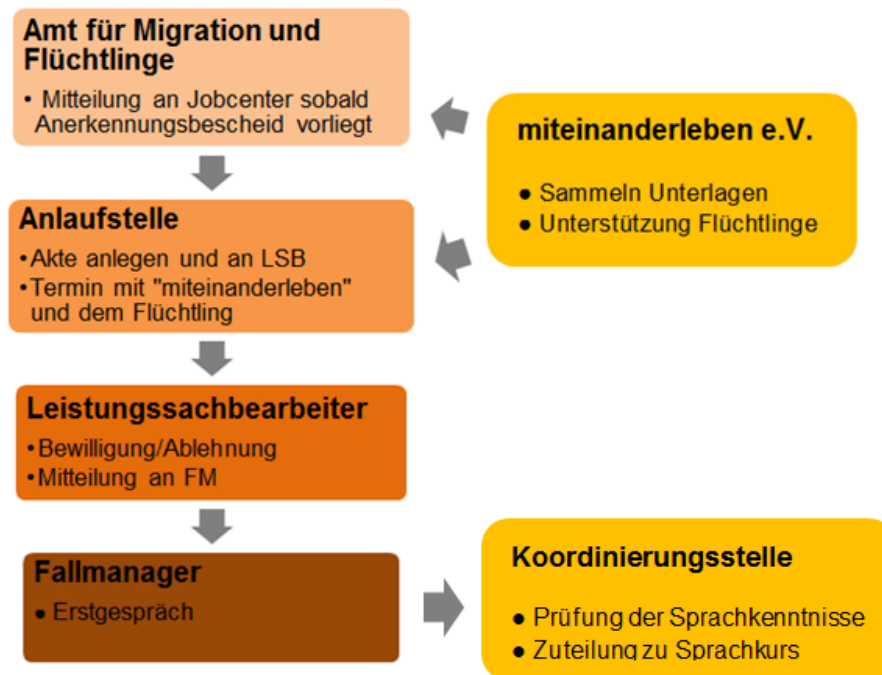 Amt für Migration und
Flüchtlinge
• Mitteilung an Jobcenter sobald
Anerkennungsbescheid vorliegt
miteinanderleben e.V.
● Sammeln Unterlagen
● Unterstützung Flüchtlinge
Anlaufstelle
• Akte anlegen und an LSB
• Termin mit "miteinanderleben"
und dem Flüchtling
Leistungssachbearbeiter
• Bewilligung/Ablehnung
• Mitteilung an FM
Fallmanager
● Erstgespräch
Koordinierungsstelle
● Prüfung der Sprachkenntnisse
● Zuteilung zu Sprachkurs